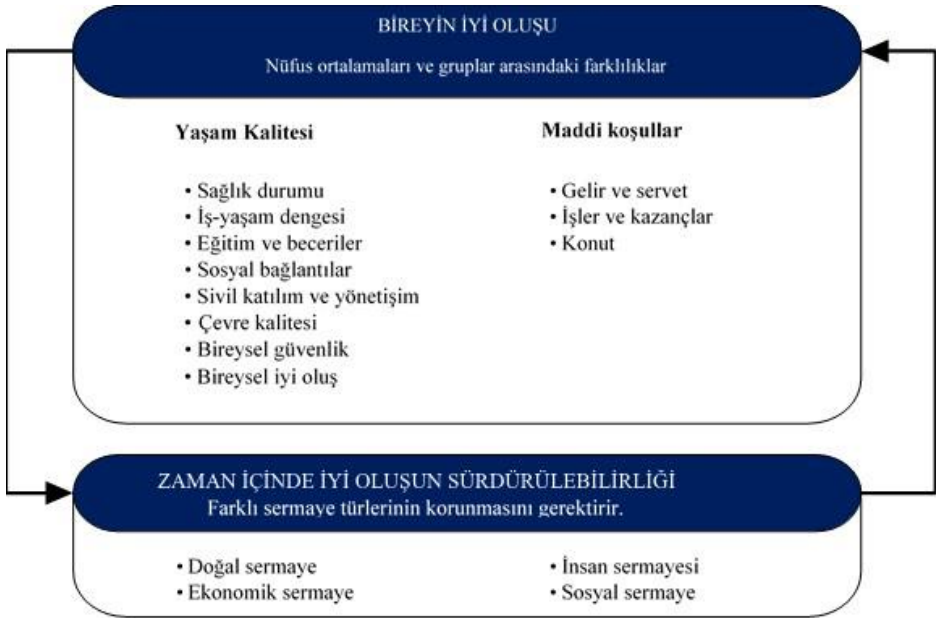 BİREYİN İYİ OLUŞU
Nüfus ortalamaları ve gruplar arasındaki farklılıklar
Yaşam Kalitesi
• Sağlık durumu
• İş-yaşam dengesi
• Eğitim ve beceriler
• Sosyal bağlantılar
• Sivil katılım ve yönetişim
• Çevre kalitesi
• Bireysel güvenlik
• Bireysel iyi oluş
Maddi koşullar
• Gelir ve servet
• İşler ve kazançlar
• Konut
ZAMAN İÇİNDE İYİ OLUŞUN SÜRDÜRÜLEBİLİRLİĞİ
Farklı sermaye türlerinin korunmasını gerektirir.
• Doğal sermaye
• Ekonomik sermaye
• İnsan sermayesi
• Sosyal sermaye